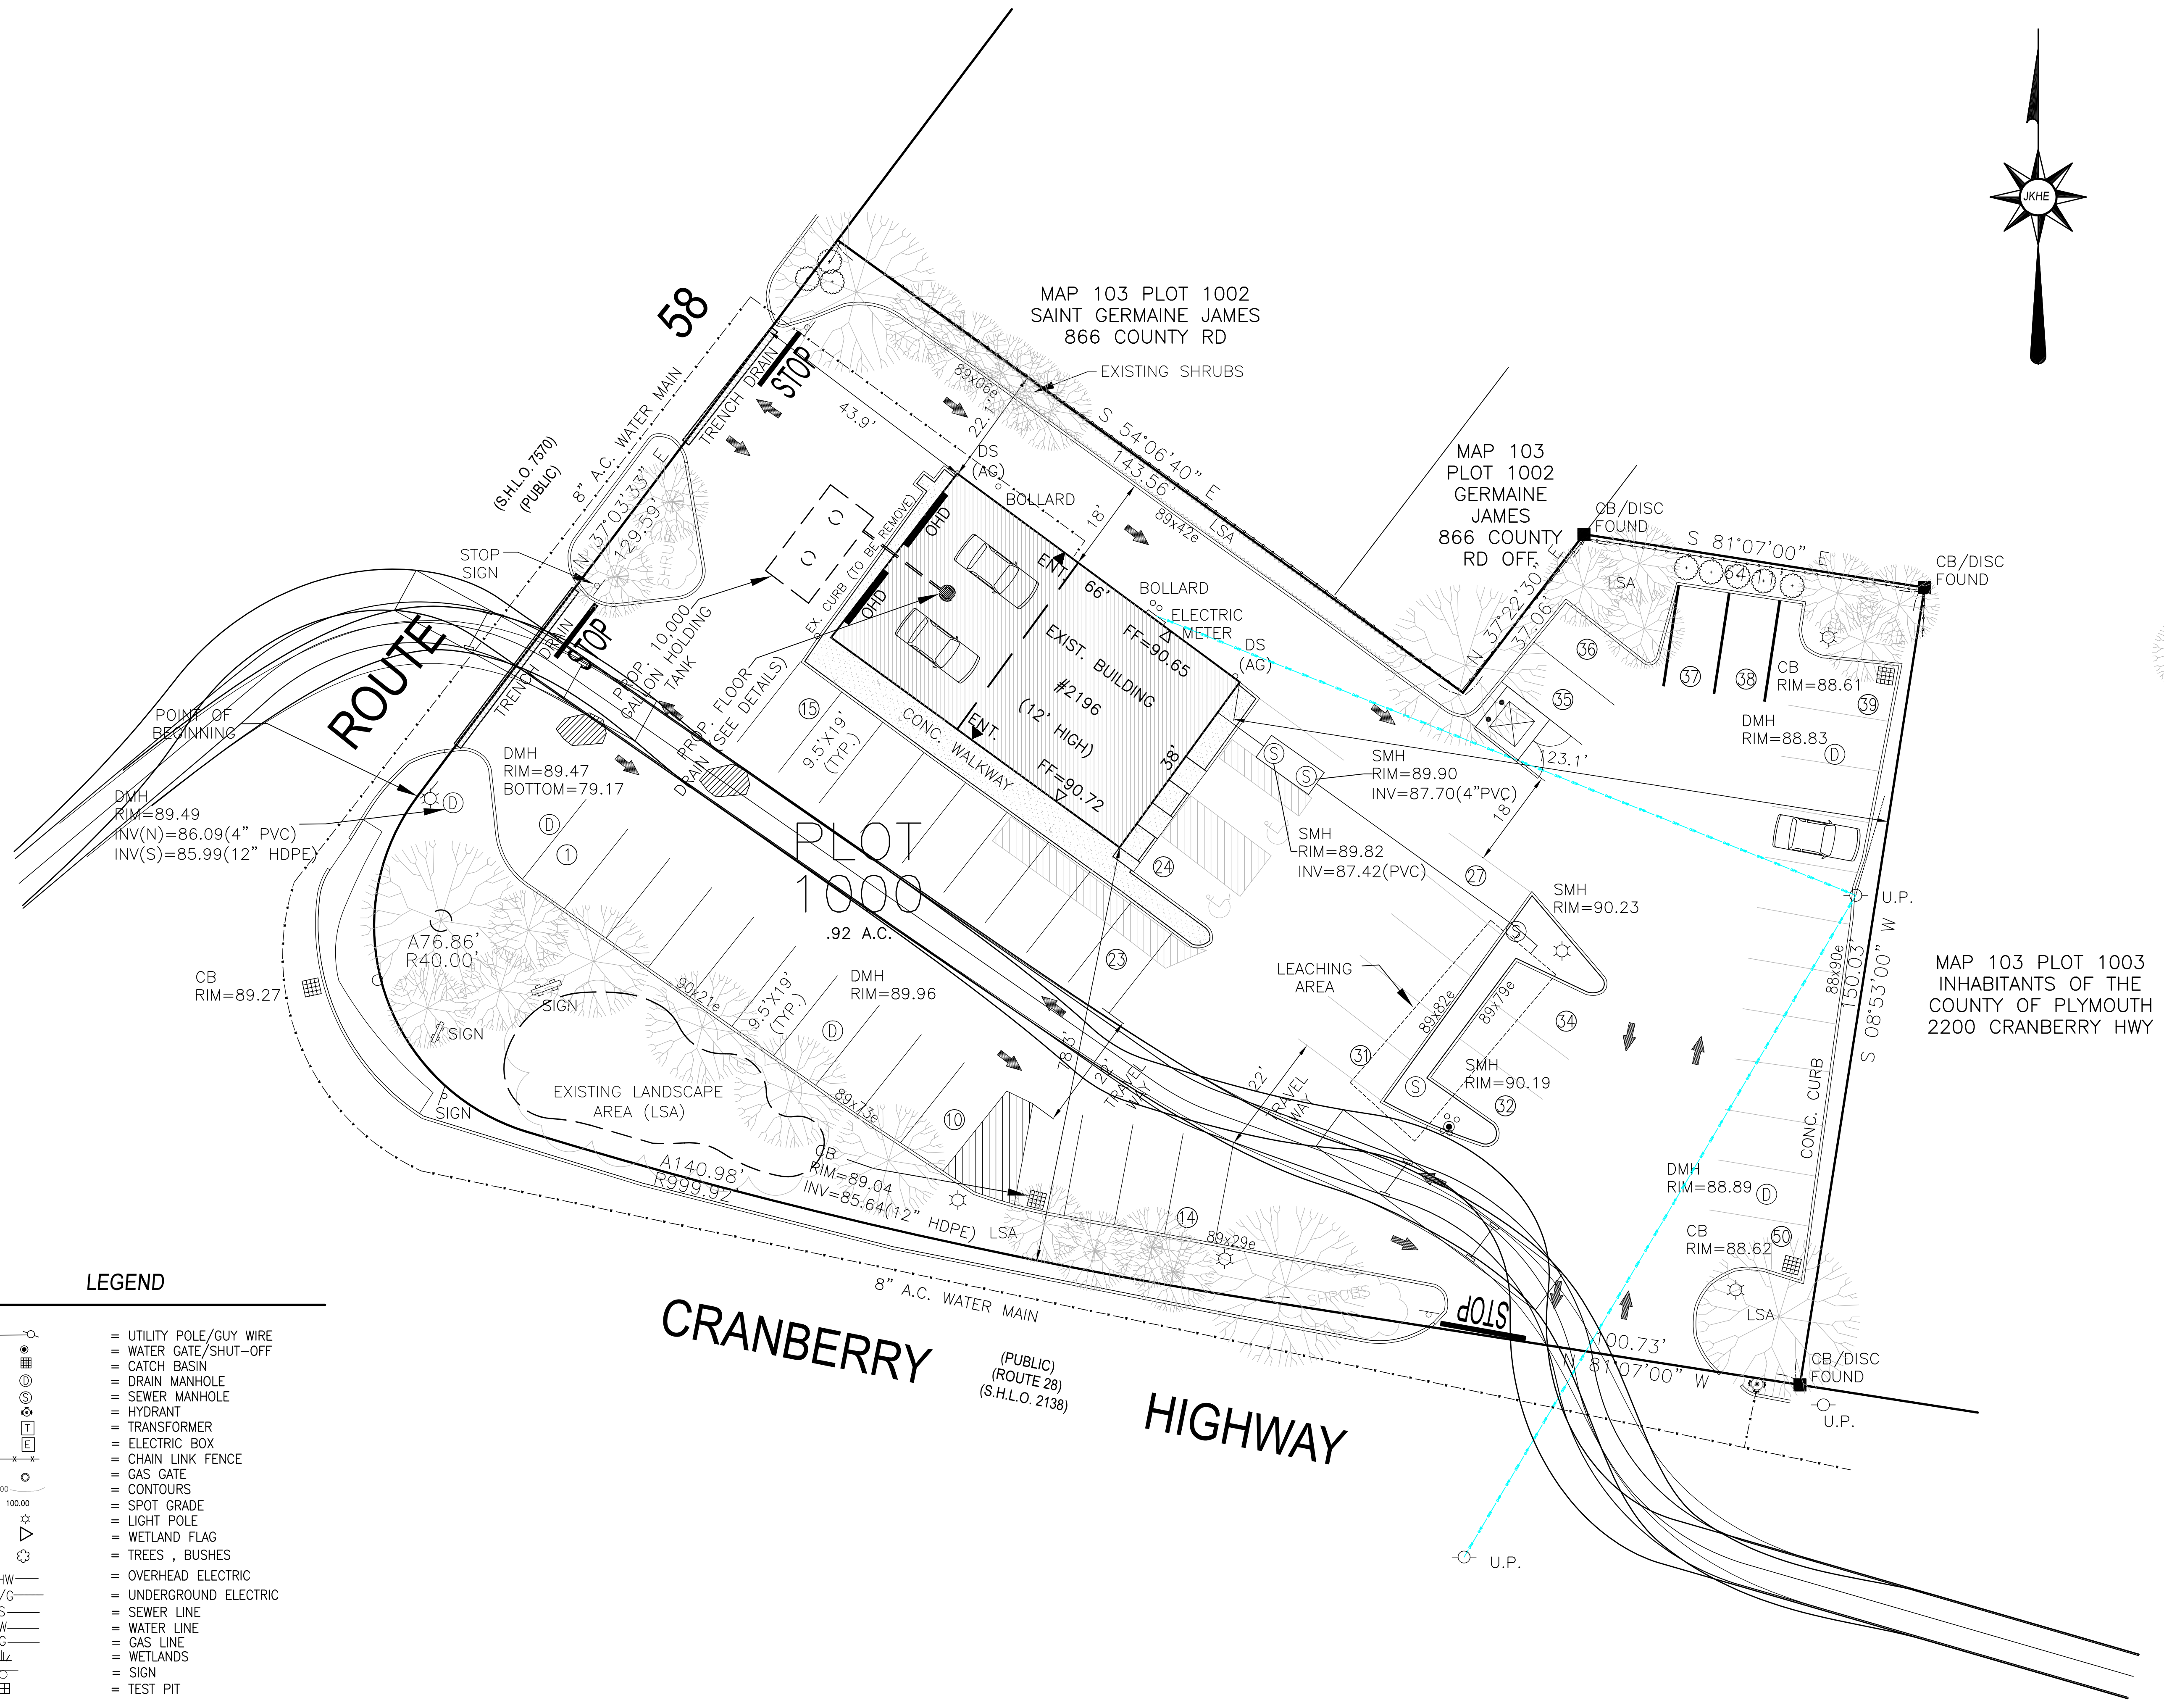 JKHE
58
ROUTE
CRANBERRY
HIGHWAY
(S.H.L.O. 7570)
(PUBLIC)
8" A.C. WATER MAIN
MAP 103 PLOT 1002
SAINT GERMAINE JAMES
866 COUNTY RD
EXISTING SHRUBS
S 54°06'40" E
143.56'
MAP 103
PLOT 1002
GERMAINE
JAMES
866 COUNTY
RD OFF
CB/DISC
FOUND
S 81°07'00" E
64.11'
CB/DISC
FOUND
N 37°22'30" E
37.06'
LSA
TRENCH DRAIN
STOP
43.9'
89x06e
22.1'
DS
(AG)
BOLLARD
18'
89x42e
LSA
N 37°03'33" E
129.59'
SHRUBS
STOP
SIGN
TRENCH DRAIN
STOP
EX. CURB (TO BE REMOVE)
OHD
OHD
ENT.
66'
BOLLARD
ELECTRIC
METER
DS
(AG)
EXIST. BUILDING
#2196
(12' HIGH)
FF=90.65
FF=90.72
38'
ENT.
CONC. WALKWAY
PROP. 10,000
GALLON HOLDING
TANK
PROP. FLOOR
DRAIN (SEE DETAILS)
15
9.5'X19'
(TYP.)
POINT OF
BEGINNING
DMH
RIM=89.47
BOTTOM=79.17
DMH
RIM=89.49
INV(N)=86.09(4" PVC)
INV(S)=85.99(12" HDPE)
D
D
1
PLOT
1000
.92 A.C.
24
23
S
S
SMH
RIM=89.90
INV=87.70(4"PVC)
SMH
RIM=89.82
INV=87.42(PVC)
18'
123.1'
36
35
37
38
39
CB
RIM=88.61
DMH
RIM=88.83
D
27
SMH
RIM=90.23
S
U.P.
LEACHING
AREA
89x82e
89x79e
34
31
32
S
SMH
RIM=90.19
88x90e
150.03'
S 08°53'00" W
CONC. CURB
MAP 103 PLOT 1003
INHABITANTS OF THE
COUNTY OF PLYMOUTH
2200 CRANBERRY HWY
A76.86'
R40.00'
CB
RIM=89.27
SIGN
SIGN
SIGN
90x21e
9.5'X19'
(TYP.)
DMH
RIM=89.96
D
EXISTING LANDSCAPE
AREA (LSA)
89x73e
10
78.3'
22'
TRAVEL
WAY
22'
TRAVEL
WAY
CB
RIM=89.04
INV=85.64(12" HDPE)
LSA
A140.98'
R999.92'
14
89x29e
SHRUBS
STOP
DMH
RIM=88.89
D
CB
RIM=88.62
50
LSA
100.73'
N 81°07'00" W
CB/DISC
FOUND
U.P.
U.P.
8" A.C. WATER MAIN
(PUBLIC)
(ROUTE 28)
(S.H.L.O. 2138)
LEGEND
= UTILITY POLE/GUY WIRE
= WATER GATE/SHUT-OFF
= CATCH BASIN
D = DRAIN MANHOLE
S = SEWER MANHOLE
= HYDRANT
T = TRANSFORMER
E = ELECTRIC BOX
x x = CHAIN LINK FENCE
= GAS GATE
= CONTOURS
100.00 = SPOT GRADE
= LIGHT POLE
= WETLAND FLAG
= TREES , BUSHES
HW = OVERHEAD ELECTRIC
/G = UNDERGROUND ELECTRIC
S = SEWER LINE
W = WATER LINE
G = GAS LINE
= WETLANDS
= SIGN
= TEST PIT